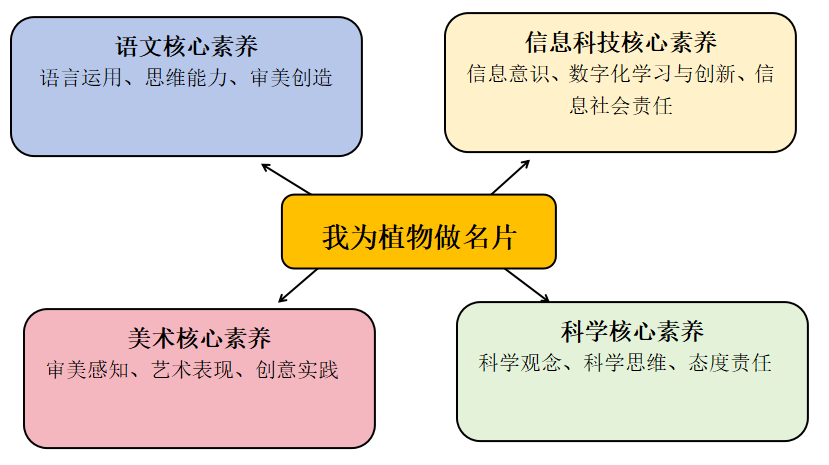 语文核心素养
语言运用、思维能力、审美创造
信息科技核心素养
信息意识、数字化学习与创新、信
息社会责任
我为植物做名片
美术核心素养
审美感知、艺术表现、创意实践
科学核心素养
科学观念、科学思维、态度责任